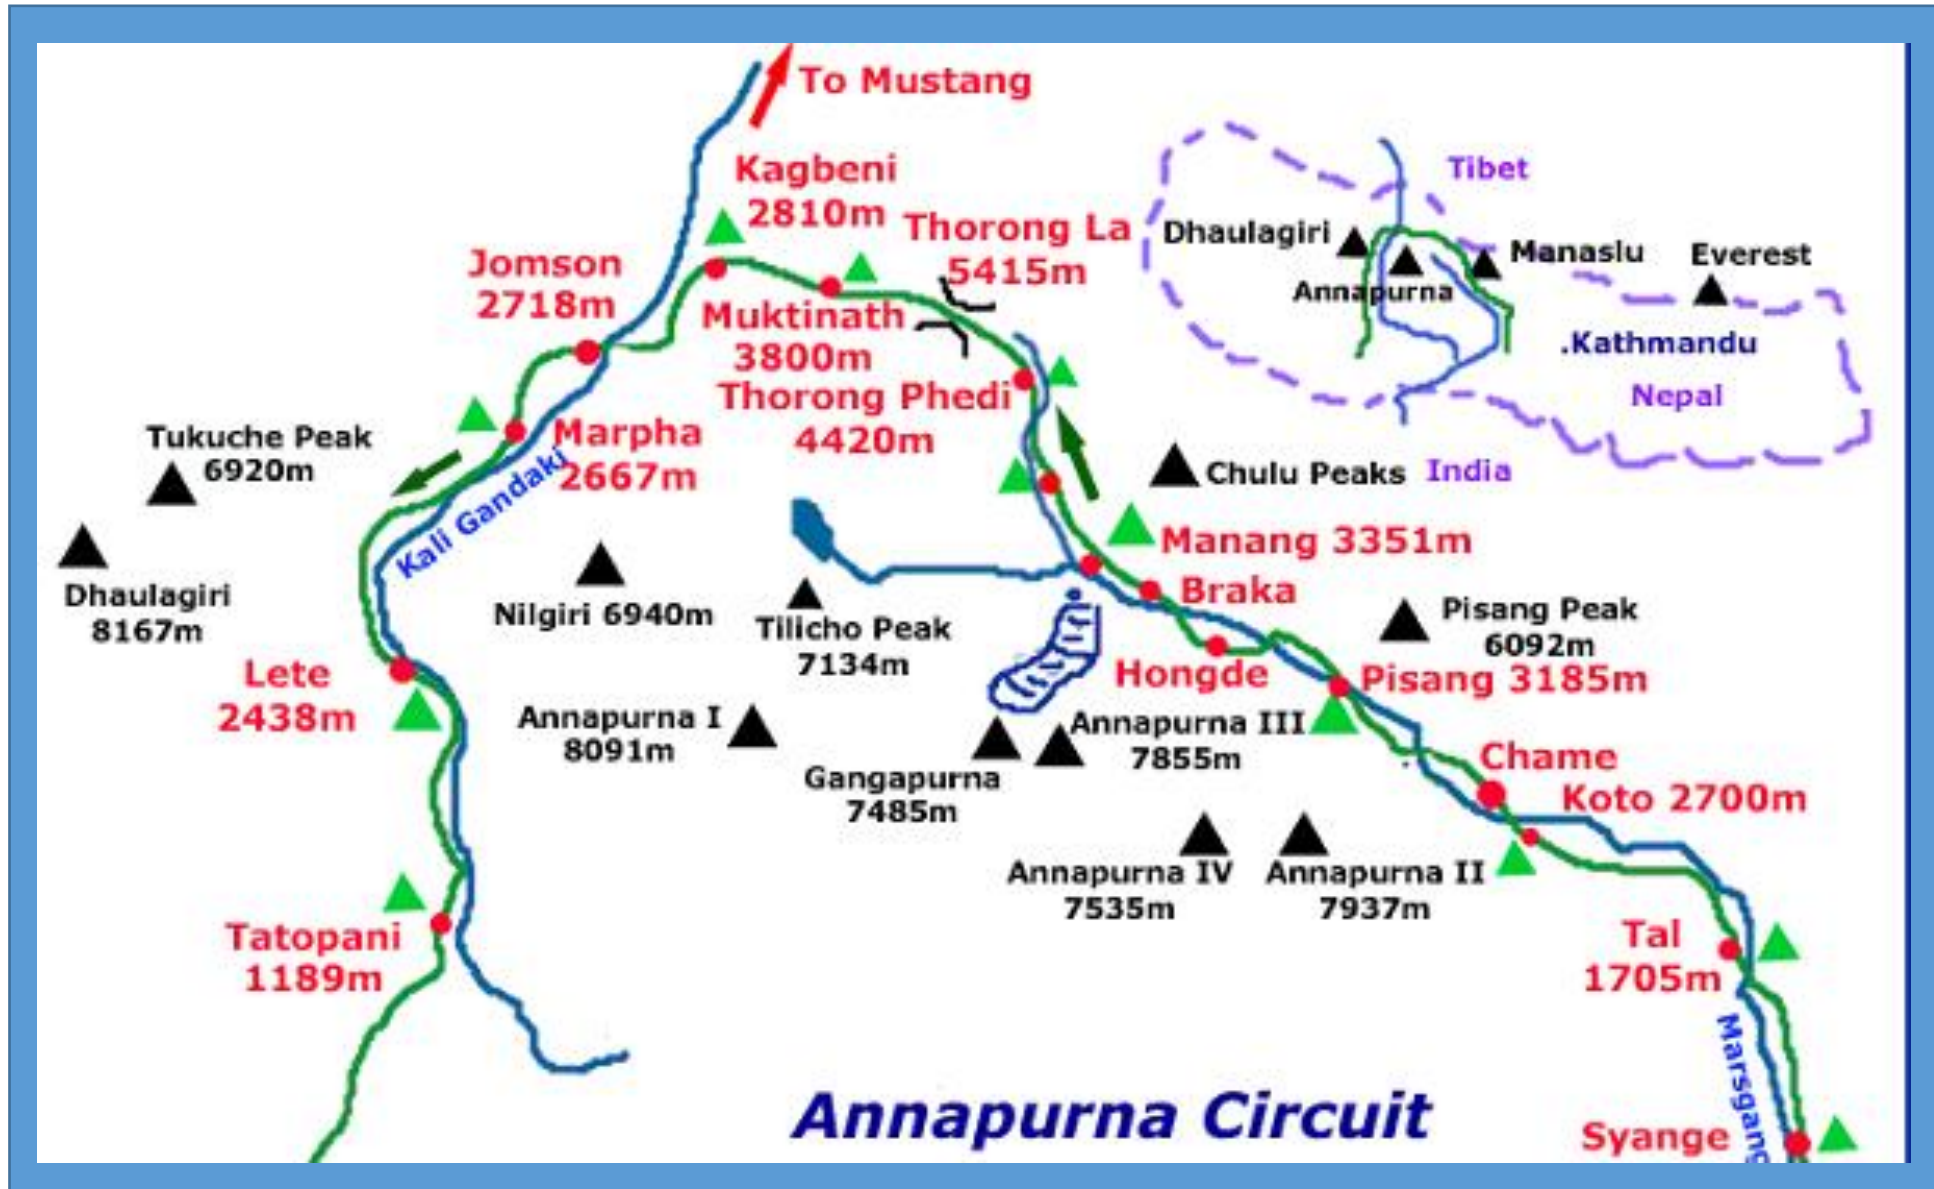 To Mustang
Kagbeni
2810m
Thorong La
5415m
Jomson
2718m
Muktinath
3800m
Thorong Phedi
4420m
Marpha
2667m
Kali Gandaki
Tukuche Peak
6920m
Dhaulagiri
8167m
Nilgiri 6940m
Tilicho Peak
7134m
Lete
2438m
Annapurna I
8091m
Gangapurna
7485m
Tatopani
1189m
Tibet
Dhaulagiri
Manaslu
Everest
Annapurna
.Kathmandu
Nepal
India
Chulu Peaks
Manang 3351m
Braka
Pisang Peak
6092m
Hongde
Pisang 3185m
Annapurna III
7855m
Chame
Koto 2700m
Annapurna IV
7535m
Annapurna II
7937m
Tal
1705m
Marsgang
Syange
Annapurna Circuit